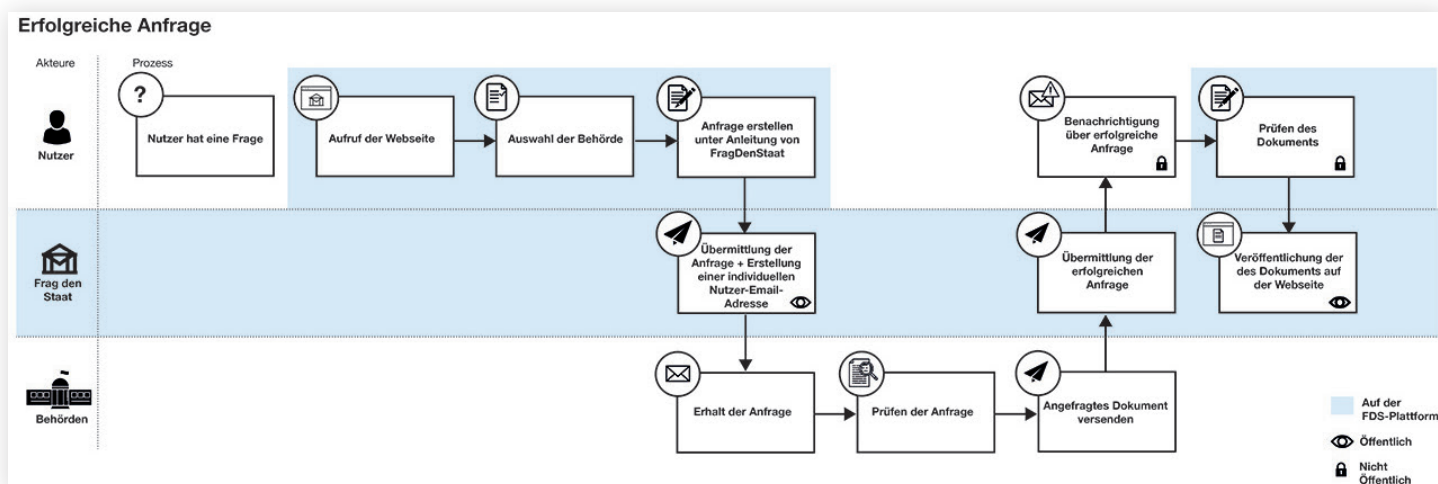 Erfolgreiche Anfrage
Akteure
Prozess
?
Nutzer hat eine Frage
Aufruf der Webseite
Auswahl der Behörde
Anfrage erstellen
unter Anleitung von
FragDenStaat
Benachrichtigung
über erfolgreiche
Anfrage
Prüfen des
Dokuments
Nutzer
Frag den
Staat
Übermittlung der
Anfrage + Erstellung
einer individuellen
Nutzer-Email-
Adresse
Übermittlung der
erfolgreichen
Anfrage
Veröffentlichung der
des Dokuments auf
der Webseite
Behörden
Erhalt der Anfrage
Prüfen der Anfrage
Angefragtes Dokument
versenden
Auf der
FDS-Plattform
Öffentlich
Nicht
Öffentlich